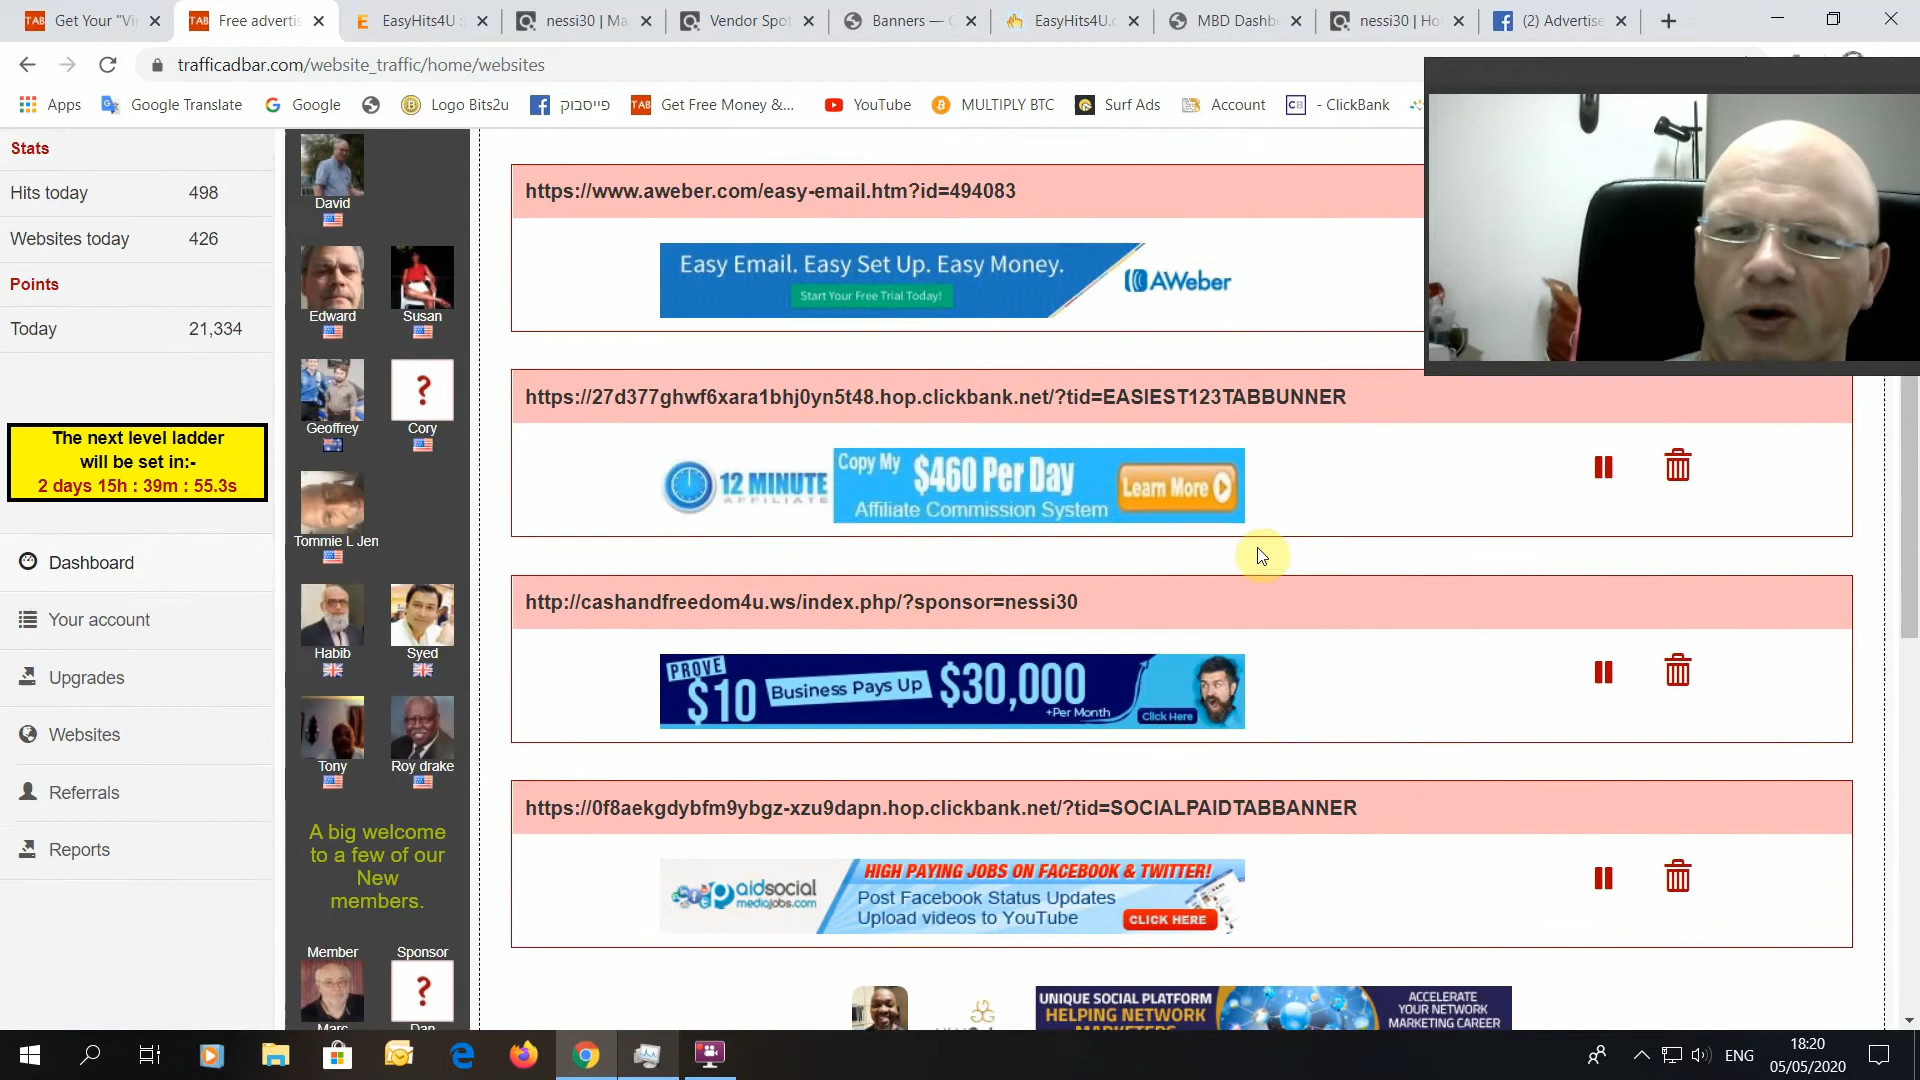 Get Your "Vi
Free advertis
EasyHits4U :
nessi30 | Ma
Vendor Spot
Banners — C
EasyHits4U.c
MBD Dashb
nessi30 | Ho
(2) Advertise
trafficadbar.com/website_traffic/home/websites
Apps
Google Translate
Google
Logo Bits2u
פייסבוק
Get Free Money &...
YouTube
MULTIPLY BTC
Surf Ads
Account
- ClickBank
Stats
Hits today 498
Websites today 426
Points
Today 21,334
The next level ladder
will be set in:-
2 days 15h : 39m : 55.3s
Dashboard
Your account
Upgrades
Websites
Referrals
Reports
David
Edward Susan
Geoffrey Cory
Tommie L Jen
Habib Syed
Tony Roy drake
A big welcome
to a few of our
New
members.
Member Sponsor
Marc Dan
https://www.aweber.com/easy-email.htm?id=494083
Easy Email. Easy Set Up. Easy Money.
Start Your Free Trial Today!
AWeber
https://27d377ghwf6xara1bhj0yn5t48.hop.clickbank.net/?tid=EASIEST123TABBUNNER
12 MINUTE
AFFILIATE
Copy My $460 Per Day
Affiliate Commission System
Learn More
http://cashandfreedom4u.ws/index.php/?sponsor=nessi30
PROVE
$10 Business Pays Up $30,000
+Per Month
Click Here
https://0f8aekgdybfm9ybgz-xzu9dapn.hop.clickbank.net/?tid=SOCIALPAIDTABBANNER
paidsocial
mediajobs.com
HIGH PAYING JOBS ON FACEBOOK & TWITTER!
Post Facebook Status Updates
Upload videos to YouTube
CLICK HERE
UNIQUE SOCIAL PLATFORM
HELPING NETWORK
MARKETERS
ACCELERATE
YOUR NETWORK
MARKETING CAREER
ENG
18:20
05/05/2020